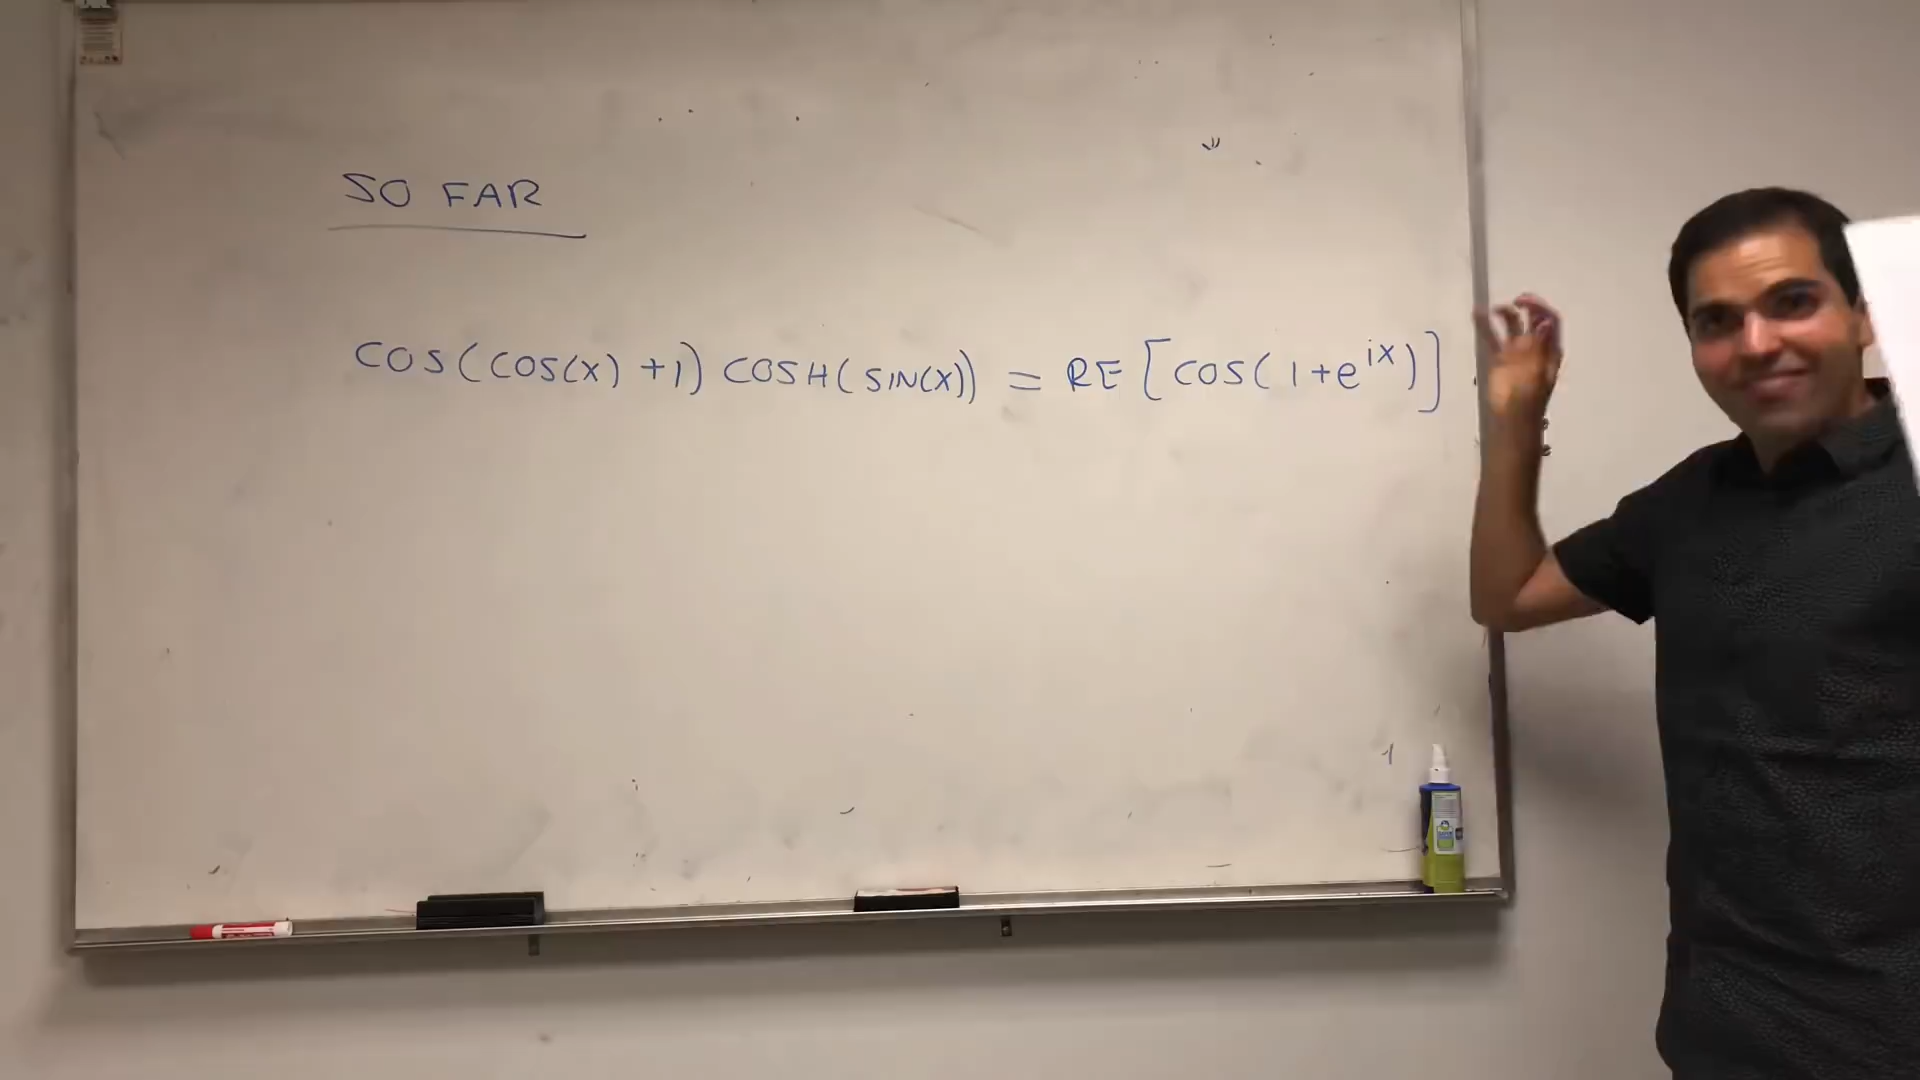 SO FAR
COS(COS(X) +1) COSH(SIN(X)) = RE [COS(1+e^{iX})]